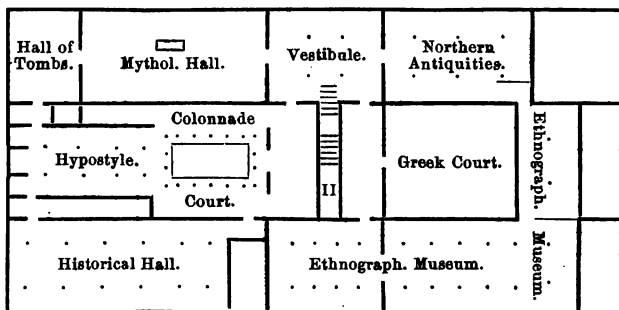 Hall of
Tombs.
Mythol. Hall.
Vestibule.
Northern
Antiquities.
Colonnade
Hypostyle.
Court.
II
Greek Court.
Ethnograph.
Museum.
Historical Hall.
Ethnograph. Museum.